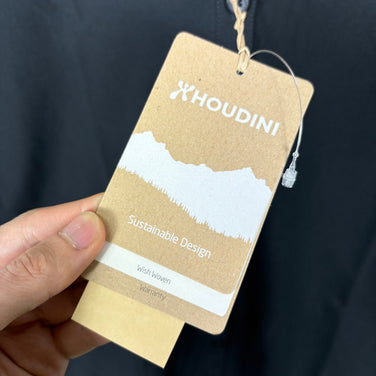 HOUDINI
Sustainable Design
Wish Woven
Warranty